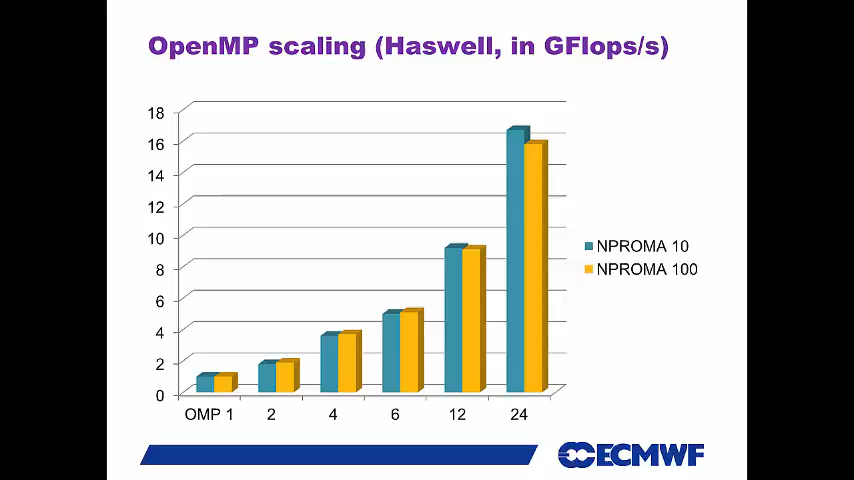 OpenMP scaling (Haswell, in GFlops/s)
18
16
14
12
10
8
6
4
2
0
OMP 1 2 4 6 12 24
NPROMA 10
NPROMA 100
ECMWF